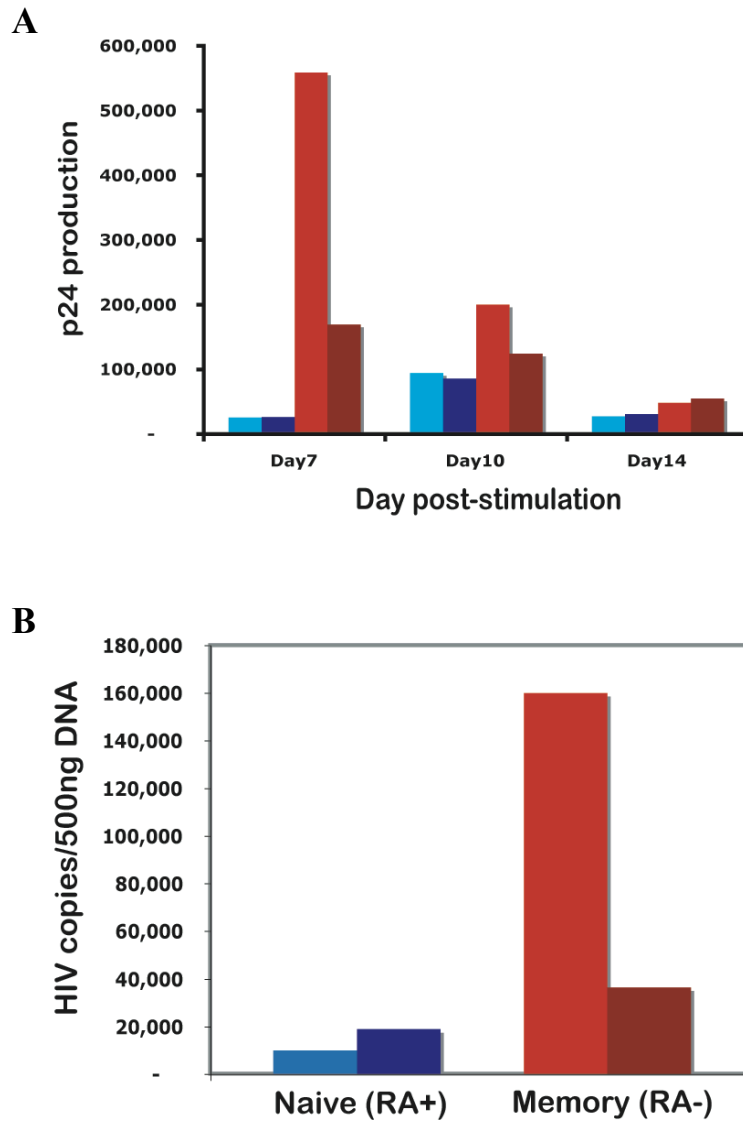 A
600,000
500,000
400,000
300,000
200,000
100,000
-
p24 production
Day7 Day10 Day14
Day post-stimulation
B
180,000
160,000
140,000
120,000
100,000
80,000
60,000
40,000
20,000
-
HIV copies/500ng DNA
Naive (RA+) Memory (RA-)